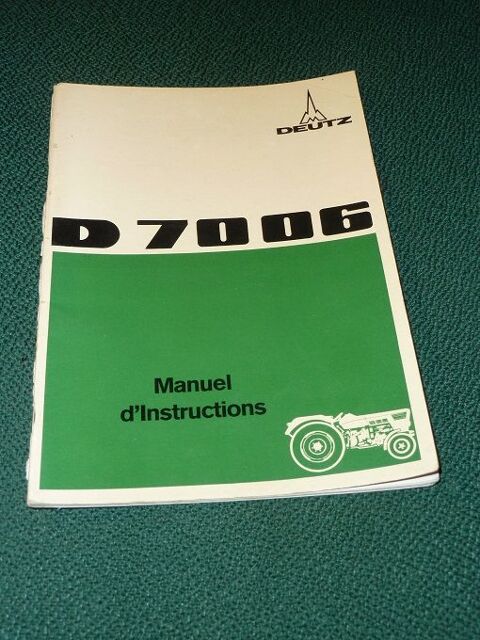 DEUTZ
D 7006
Manuel
d'Instructions